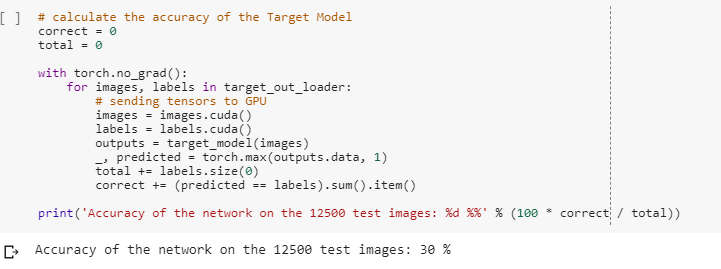 [ ] # calculate the accuracy of the Target Model
correct = 0
total = 0
with torch.no_grad():
for images, labels in target_out_loader:
# sending tensors to GPU
images = images.cuda()
labels = labels.cuda()
outputs = target_model(images)
_, predicted = torch.max(outputs.data, 1)
total += labels.size(0)
correct += (predicted == labels).sum().item()
print('Accuracy of the network on the 12500 test images: %d %%' % (100 * correct / total))
Accuracy of the network on the 12500 test images: 30 %